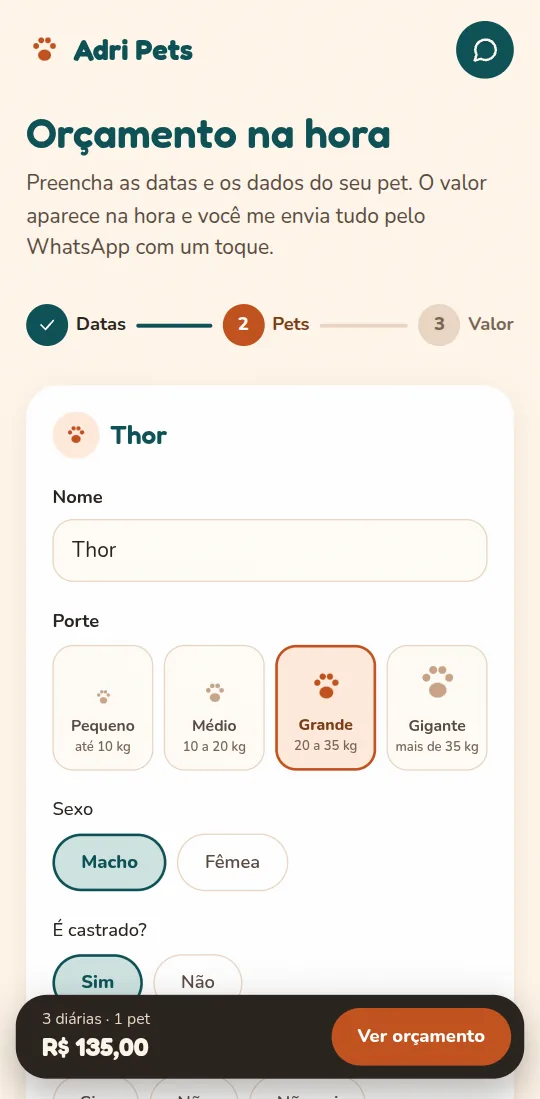 Adri Pets
Orçamento na hora
Preencha as datas e os dados do seu pet. O valor
aparece na hora e você me envia tudo pelo
WhatsApp com um toque.
Datas
2 Pets
3 Valor
Thor
Nome
Thor
Porte
Pequeno
até 10 kg
Médio
10 a 20 kg
Grande
20 a 35 kg
Gigante
mais de 35 kg
Sexo
Macho
Fêmea
É castrado?
Sim
Não
3 diárias · 1 pet
R$ 135,00
Ver orçamento